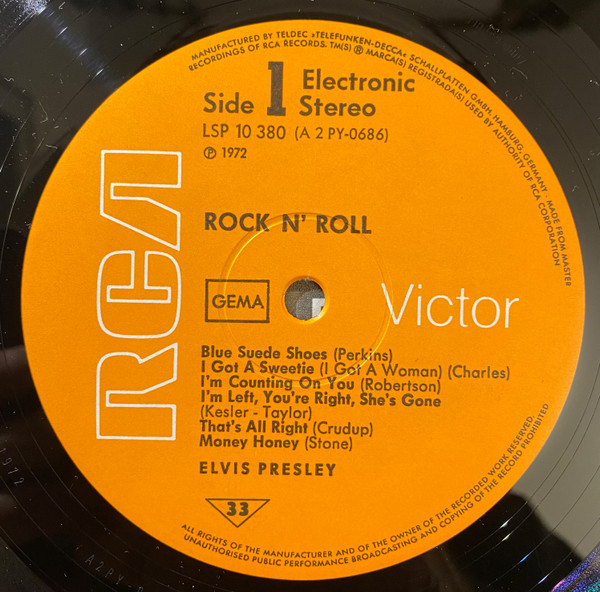 MANUFACTURED BY TELDEC »TELEFUNKEN-DECCA« SCHALLPLATTEN GMBH, HAMBURG, GERMANY · MADE FROM MASTER
RECORDINGS OF RCA RECORDS. TM(S) ® MARCA(S) REGISTRADA(S) USED BY AUTHORITY OF RCA CORPORATION
Side 1 Electronic Stereo
LSP 10 380 (A 2 PY-0686)
℗ 1972
ROCK N' ROLL
RCA
GEMA
Victor
Blue Suede Shoes (Perkins)
I Got A Sweetie (I Got A Woman) (Charles)
I'm Counting On You (Robertson)
I'm Left, You're Right, She's Gone
(Kesler - Taylor)
That's All Right (Crudup)
Money Honey (Stone)
ELVIS PRESLEY
33
ALL RIGHTS OF THE MANUFACTURER AND OF THE OWNER OF THE RECORDED WORK RESERVED.
UNAUTHORISED PUBLIC PERFORMANCE BROADCASTING AND COPYING OF THE RECORD PROHIBITED
1972
A2PY